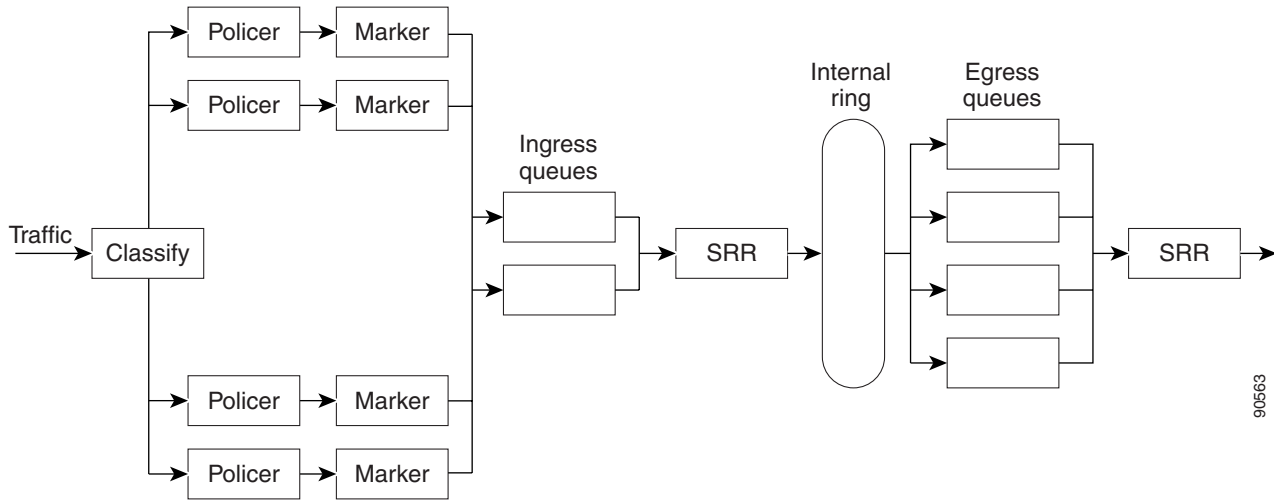 Policer
Marker
Policer
Marker
Internal
ring
Egress
queues
Ingress
queues
Traffic
Classify
SRR
SRR
Policer
Marker
Policer
Marker
90563